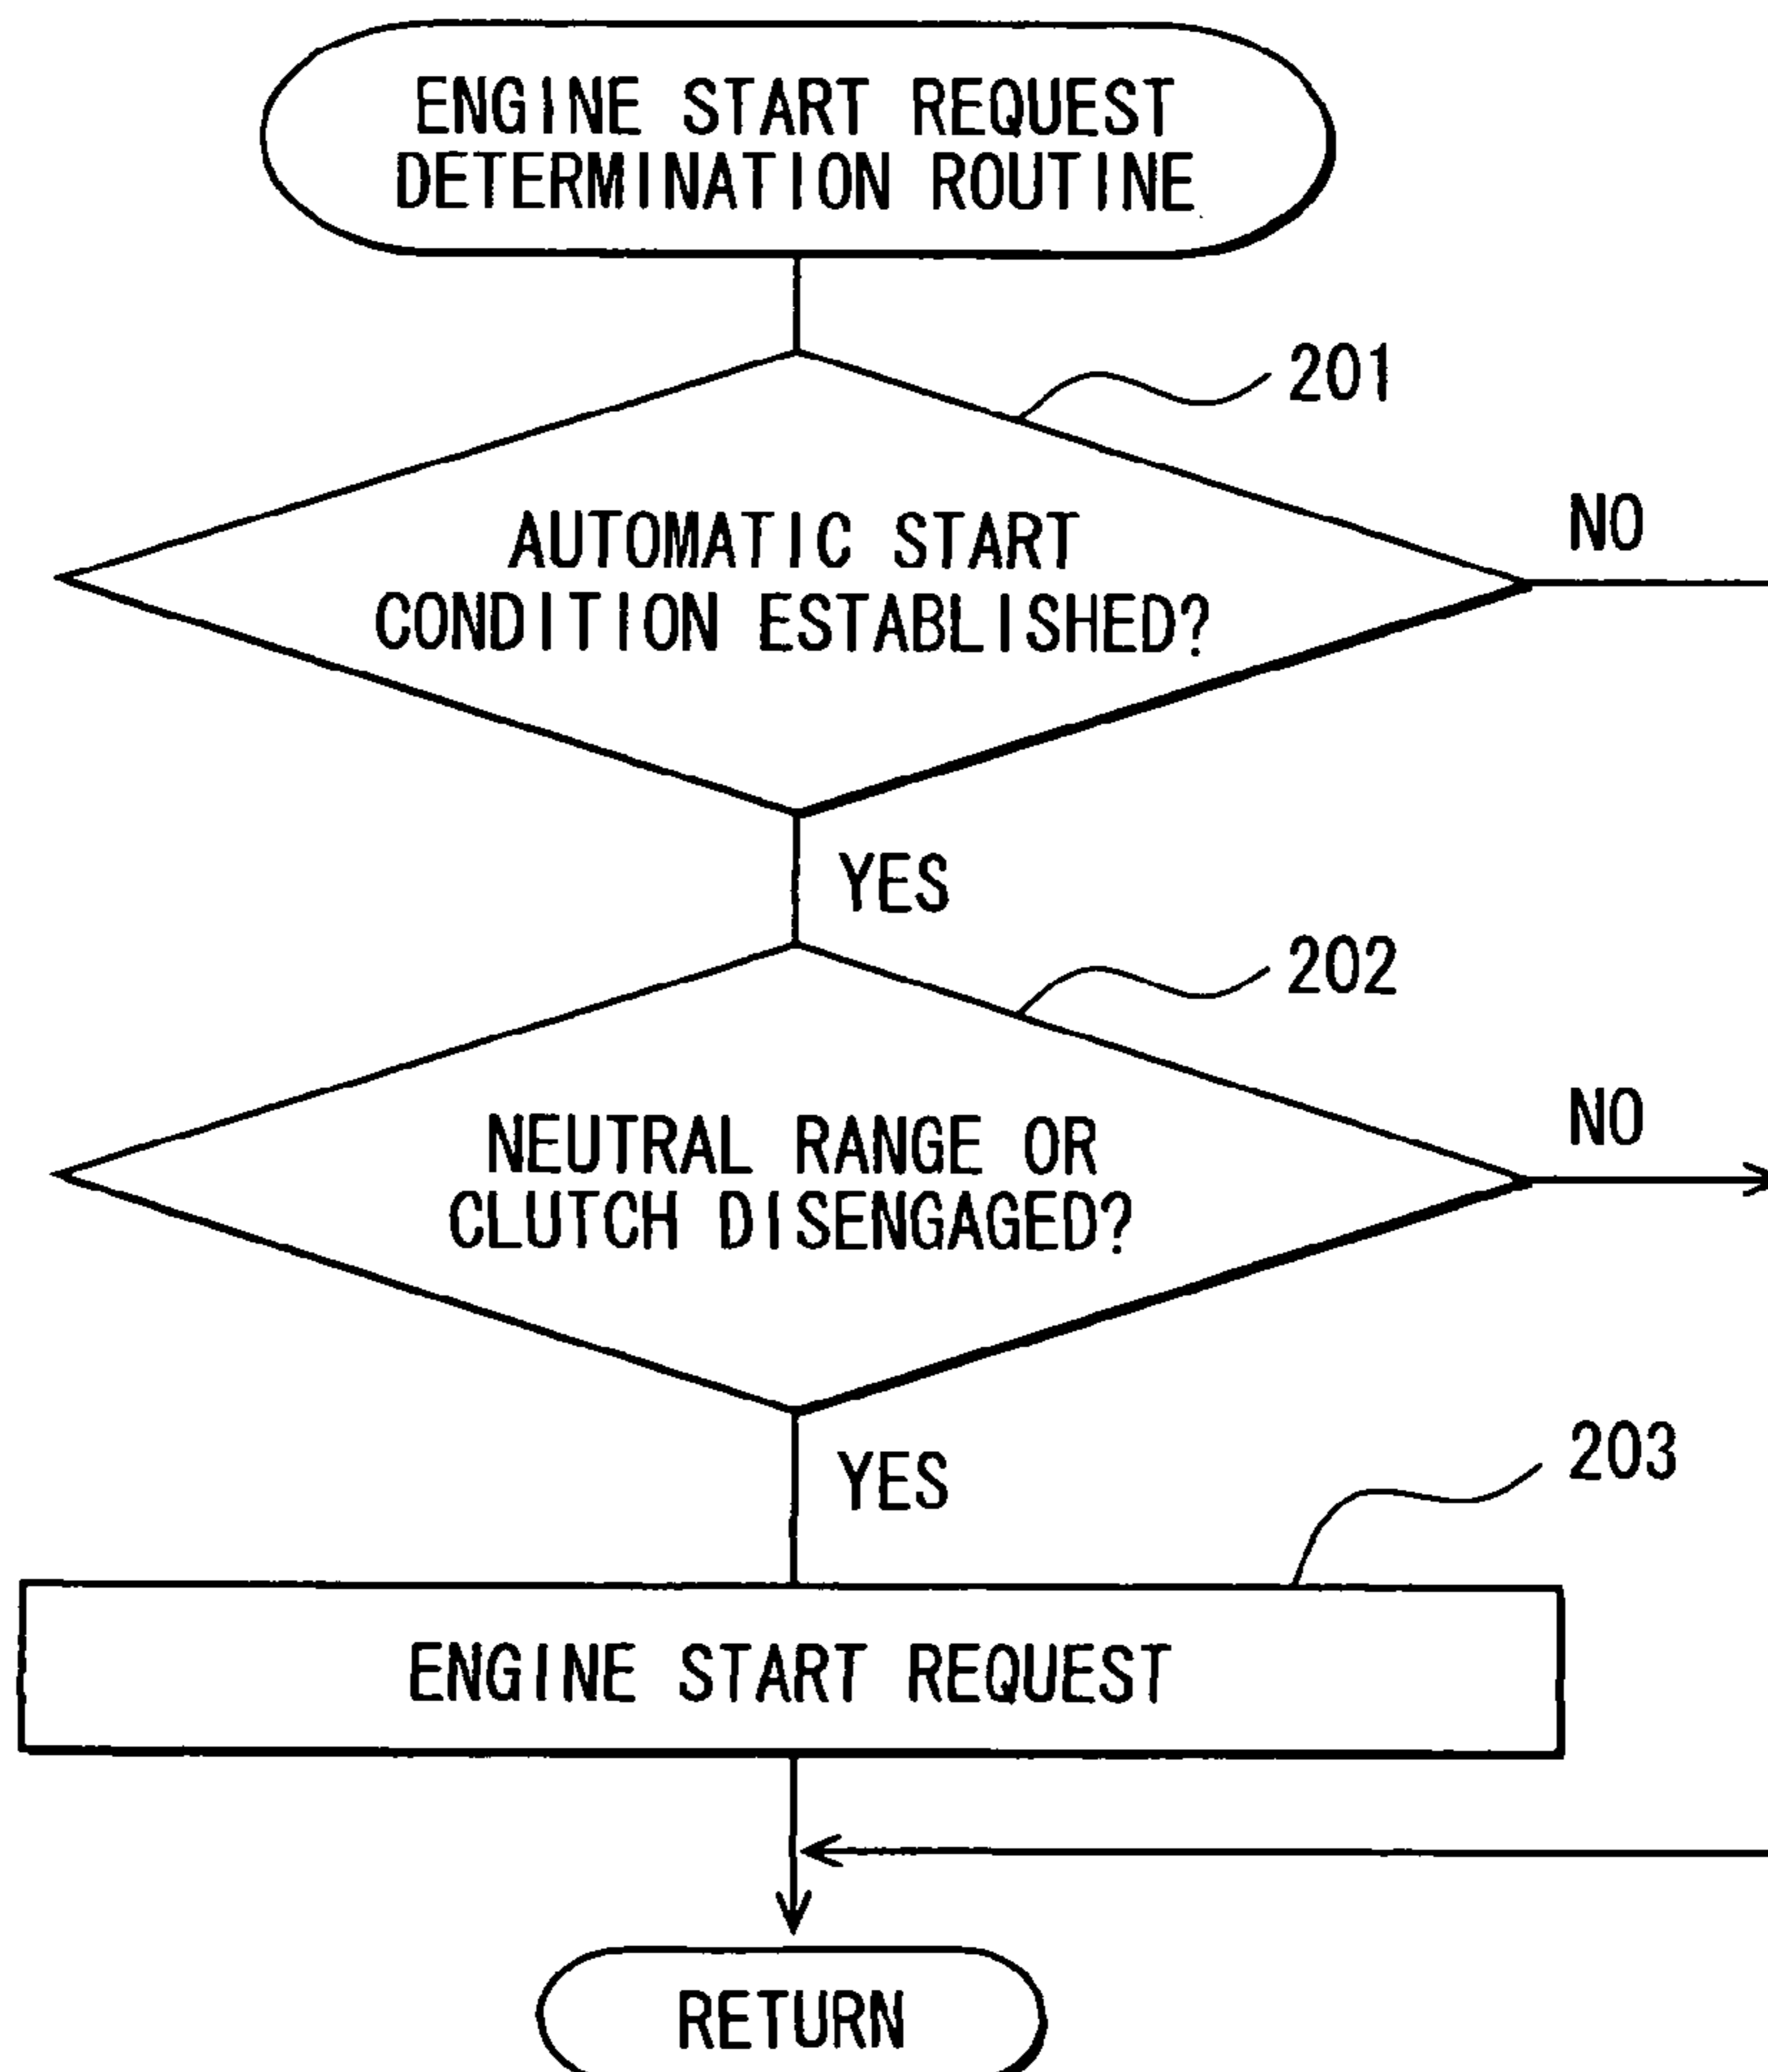 ENGINE START REQUEST
DETERMINATION ROUTINE
201
AUTOMATIC START
CONDITION ESTABLISHED?
NO
YES
202
NEUTRAL RANGE OR
CLUTCH DISENGAGED?
NO
YES
203
ENGINE START REQUEST
RETURN